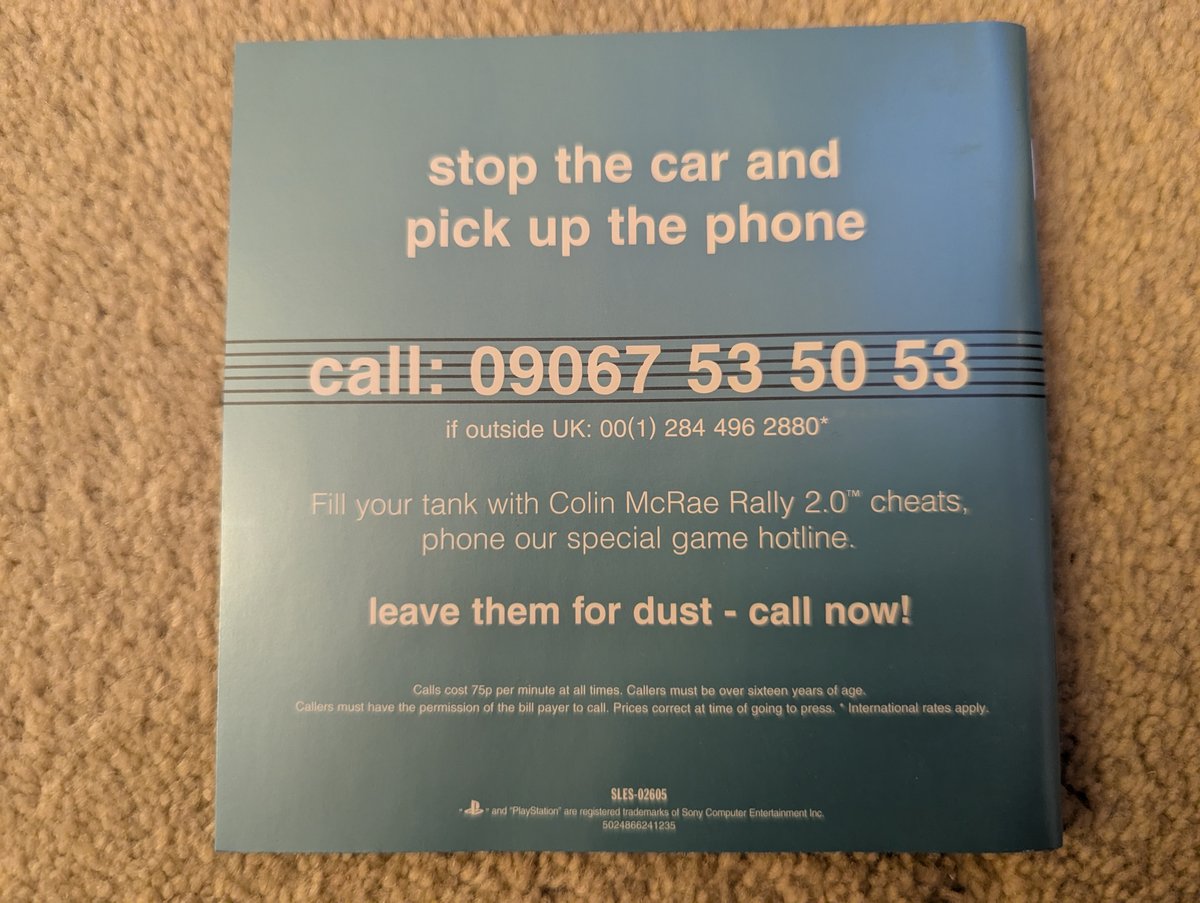 stop the car and
pick up the phone
call: 09067 53 50 53
if outside UK: 00(1) 284 496 2880*
Fill your tank with Colin McRae Rally 2.0™ cheats,
phone our special game hotline.
leave them for dust - call now!
Calls cost 75p per minute at all times. Callers must be over sixteen years of age.
Callers must have the permission of the bill payer to call. Prices correct at time of going to press. * International rates apply.
SLES-02605
" " and "PlayStation" are registered trademarks of Sony Computer Entertainment Inc.
5024866241235